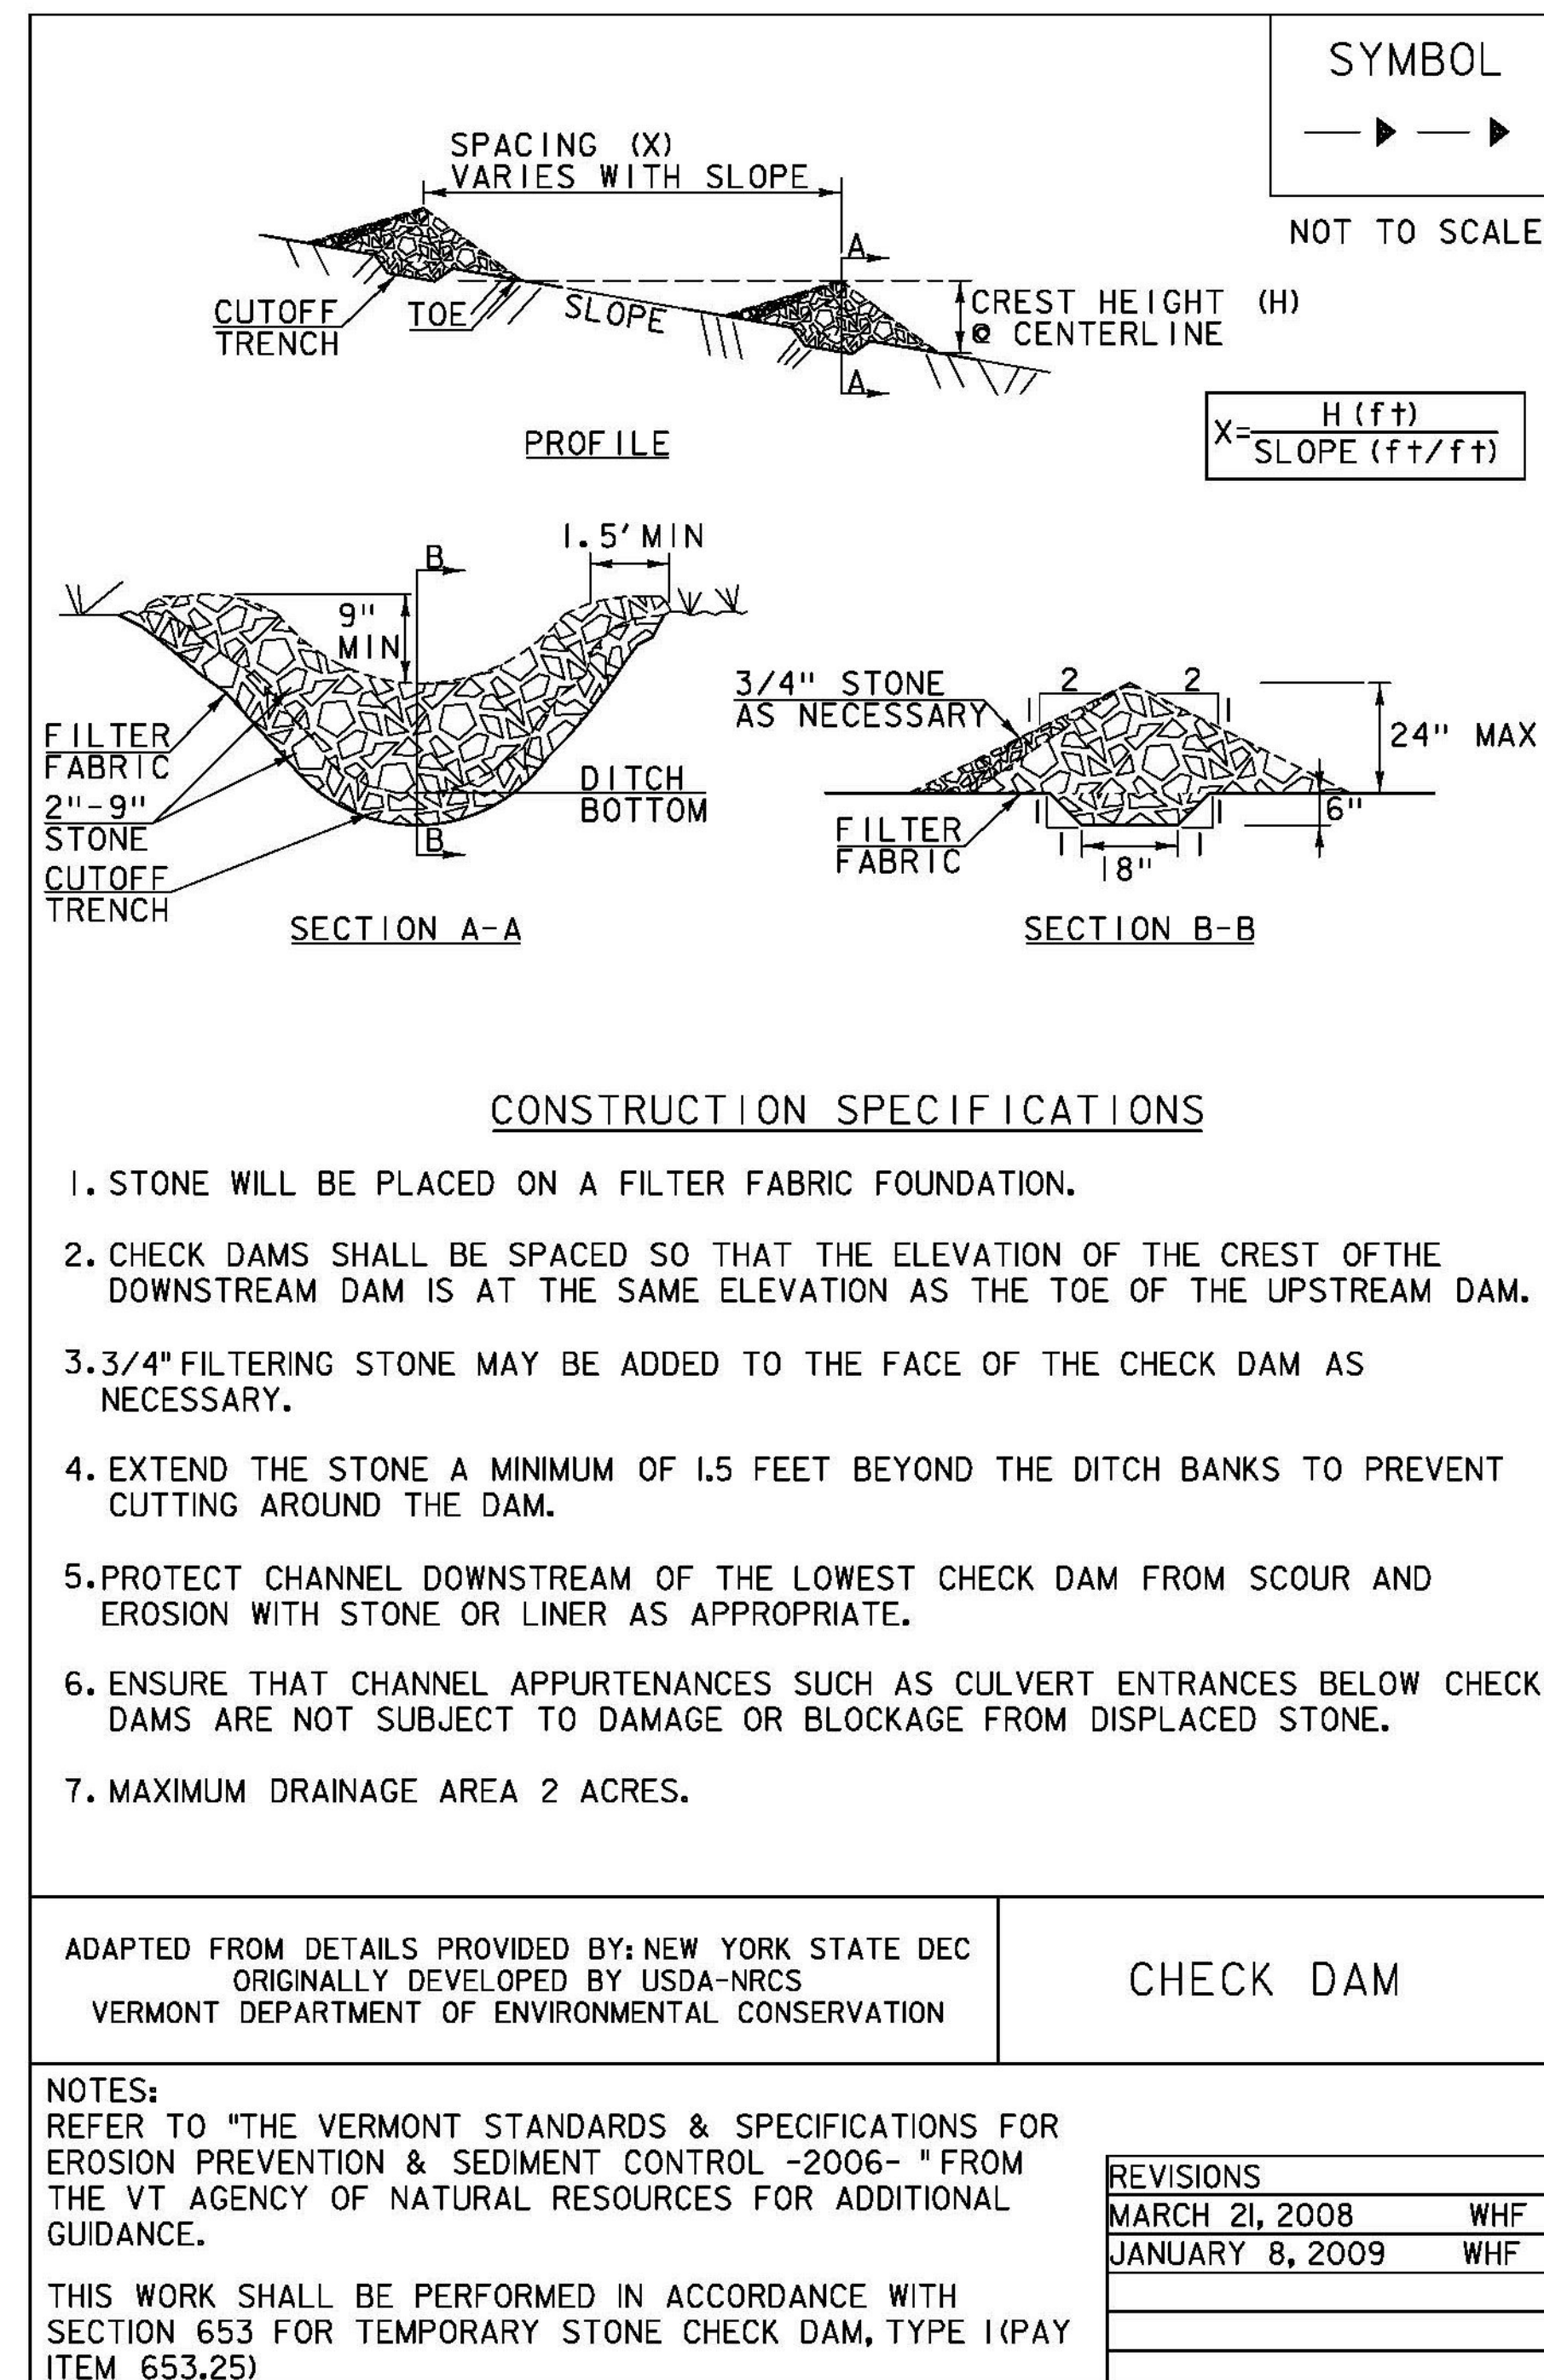 SYMBOL
NOT TO SCALE
SPACING (X)
VARIES WITH SLOPE
A
CUTOFF
TRENCH
TOE
SLOPE
CREST HEIGHT (H)
@ CENTERLINE
A
PROFILE
X= H (ft)
SLOPE (ft/ft)
B
1.5' MIN
9"
MIN
FILTER
FABRIC
2"-9"
STONE
CUTOFF
TRENCH
DITCH
BOTTOM
B
SECTION A-A
3/4" STONE
AS NECESSARY
2
2
1
1
24" MAX
FILTER
FABRIC
1
1
1
1
18"
6"
SECTION B-B
CONSTRUCTION SPECIFICATIONS
1. STONE WILL BE PLACED ON A FILTER FABRIC FOUNDATION.
2. CHECK DAMS SHALL BE SPACED SO THAT THE ELEVATION OF THE CREST OFTHE
DOWNSTREAM DAM IS AT THE SAME ELEVATION AS THE TOE OF THE UPSTREAM DAM.
3. 3/4" FILTERING STONE MAY BE ADDED TO THE FACE OF THE CHECK DAM AS
NECESSARY.
4. EXTEND THE STONE A MINIMUM OF 1.5 FEET BEYOND THE DITCH BANKS TO PREVENT
CUTTING AROUND THE DAM.
5. PROTECT CHANNEL DOWNSTREAM OF THE LOWEST CHECK DAM FROM SCOUR AND
EROSION WITH STONE OR LINER AS APPROPRIATE.
6. ENSURE THAT CHANNEL APPURTENANCES SUCH AS CULVERT ENTRANCES BELOW CHECK
DAMS ARE NOT SUBJECT TO DAMAGE OR BLOCKAGE FROM DISPLACED STONE.
7. MAXIMUM DRAINAGE AREA 2 ACRES.
ADAPTED FROM DETAILS PROVIDED BY: NEW YORK STATE DEC
ORIGINALLY DEVELOPED BY USDA-NRCS
VERMONT DEPARTMENT OF ENVIRONMENTAL CONSERVATION
CHECK DAM
NOTES:
REFER TO "THE VERMONT STANDARDS & SPECIFICATIONS FOR
EROSION PREVENTION & SEDIMENT CONTROL -2006- " FROM
THE VT AGENCY OF NATURAL RESOURCES FOR ADDITIONAL
GUIDANCE.
THIS WORK SHALL BE PERFORMED IN ACCORDANCE WITH
SECTION 653 FOR TEMPORARY STONE CHECK DAM, TYPE I (PAY
ITEM 653.25)
REVISIONS
MARCH 21, 2008 WHF
JANUARY 8, 2009 WHF